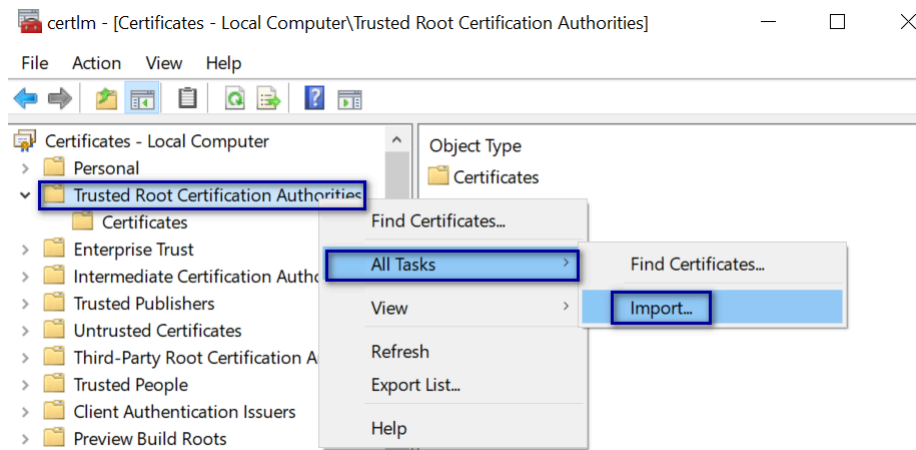 certlm - [Certificates - Local Computer\Trusted Root Certification Authorities]
File Action View Help
Certificates - Local Computer
Personal
Trusted Root Certification Authorities
Certificates
Enterprise Trust
Intermediate Certification Autho
Trusted Publishers
Untrusted Certificates
Third-Party Root Certification A
Trusted People
Client Authentication Issuers
Preview Build Roots
Object Type
Certificates
Find Certificates...
All Tasks
View
Refresh
Export List...
Help
Find Certificates...
Import...